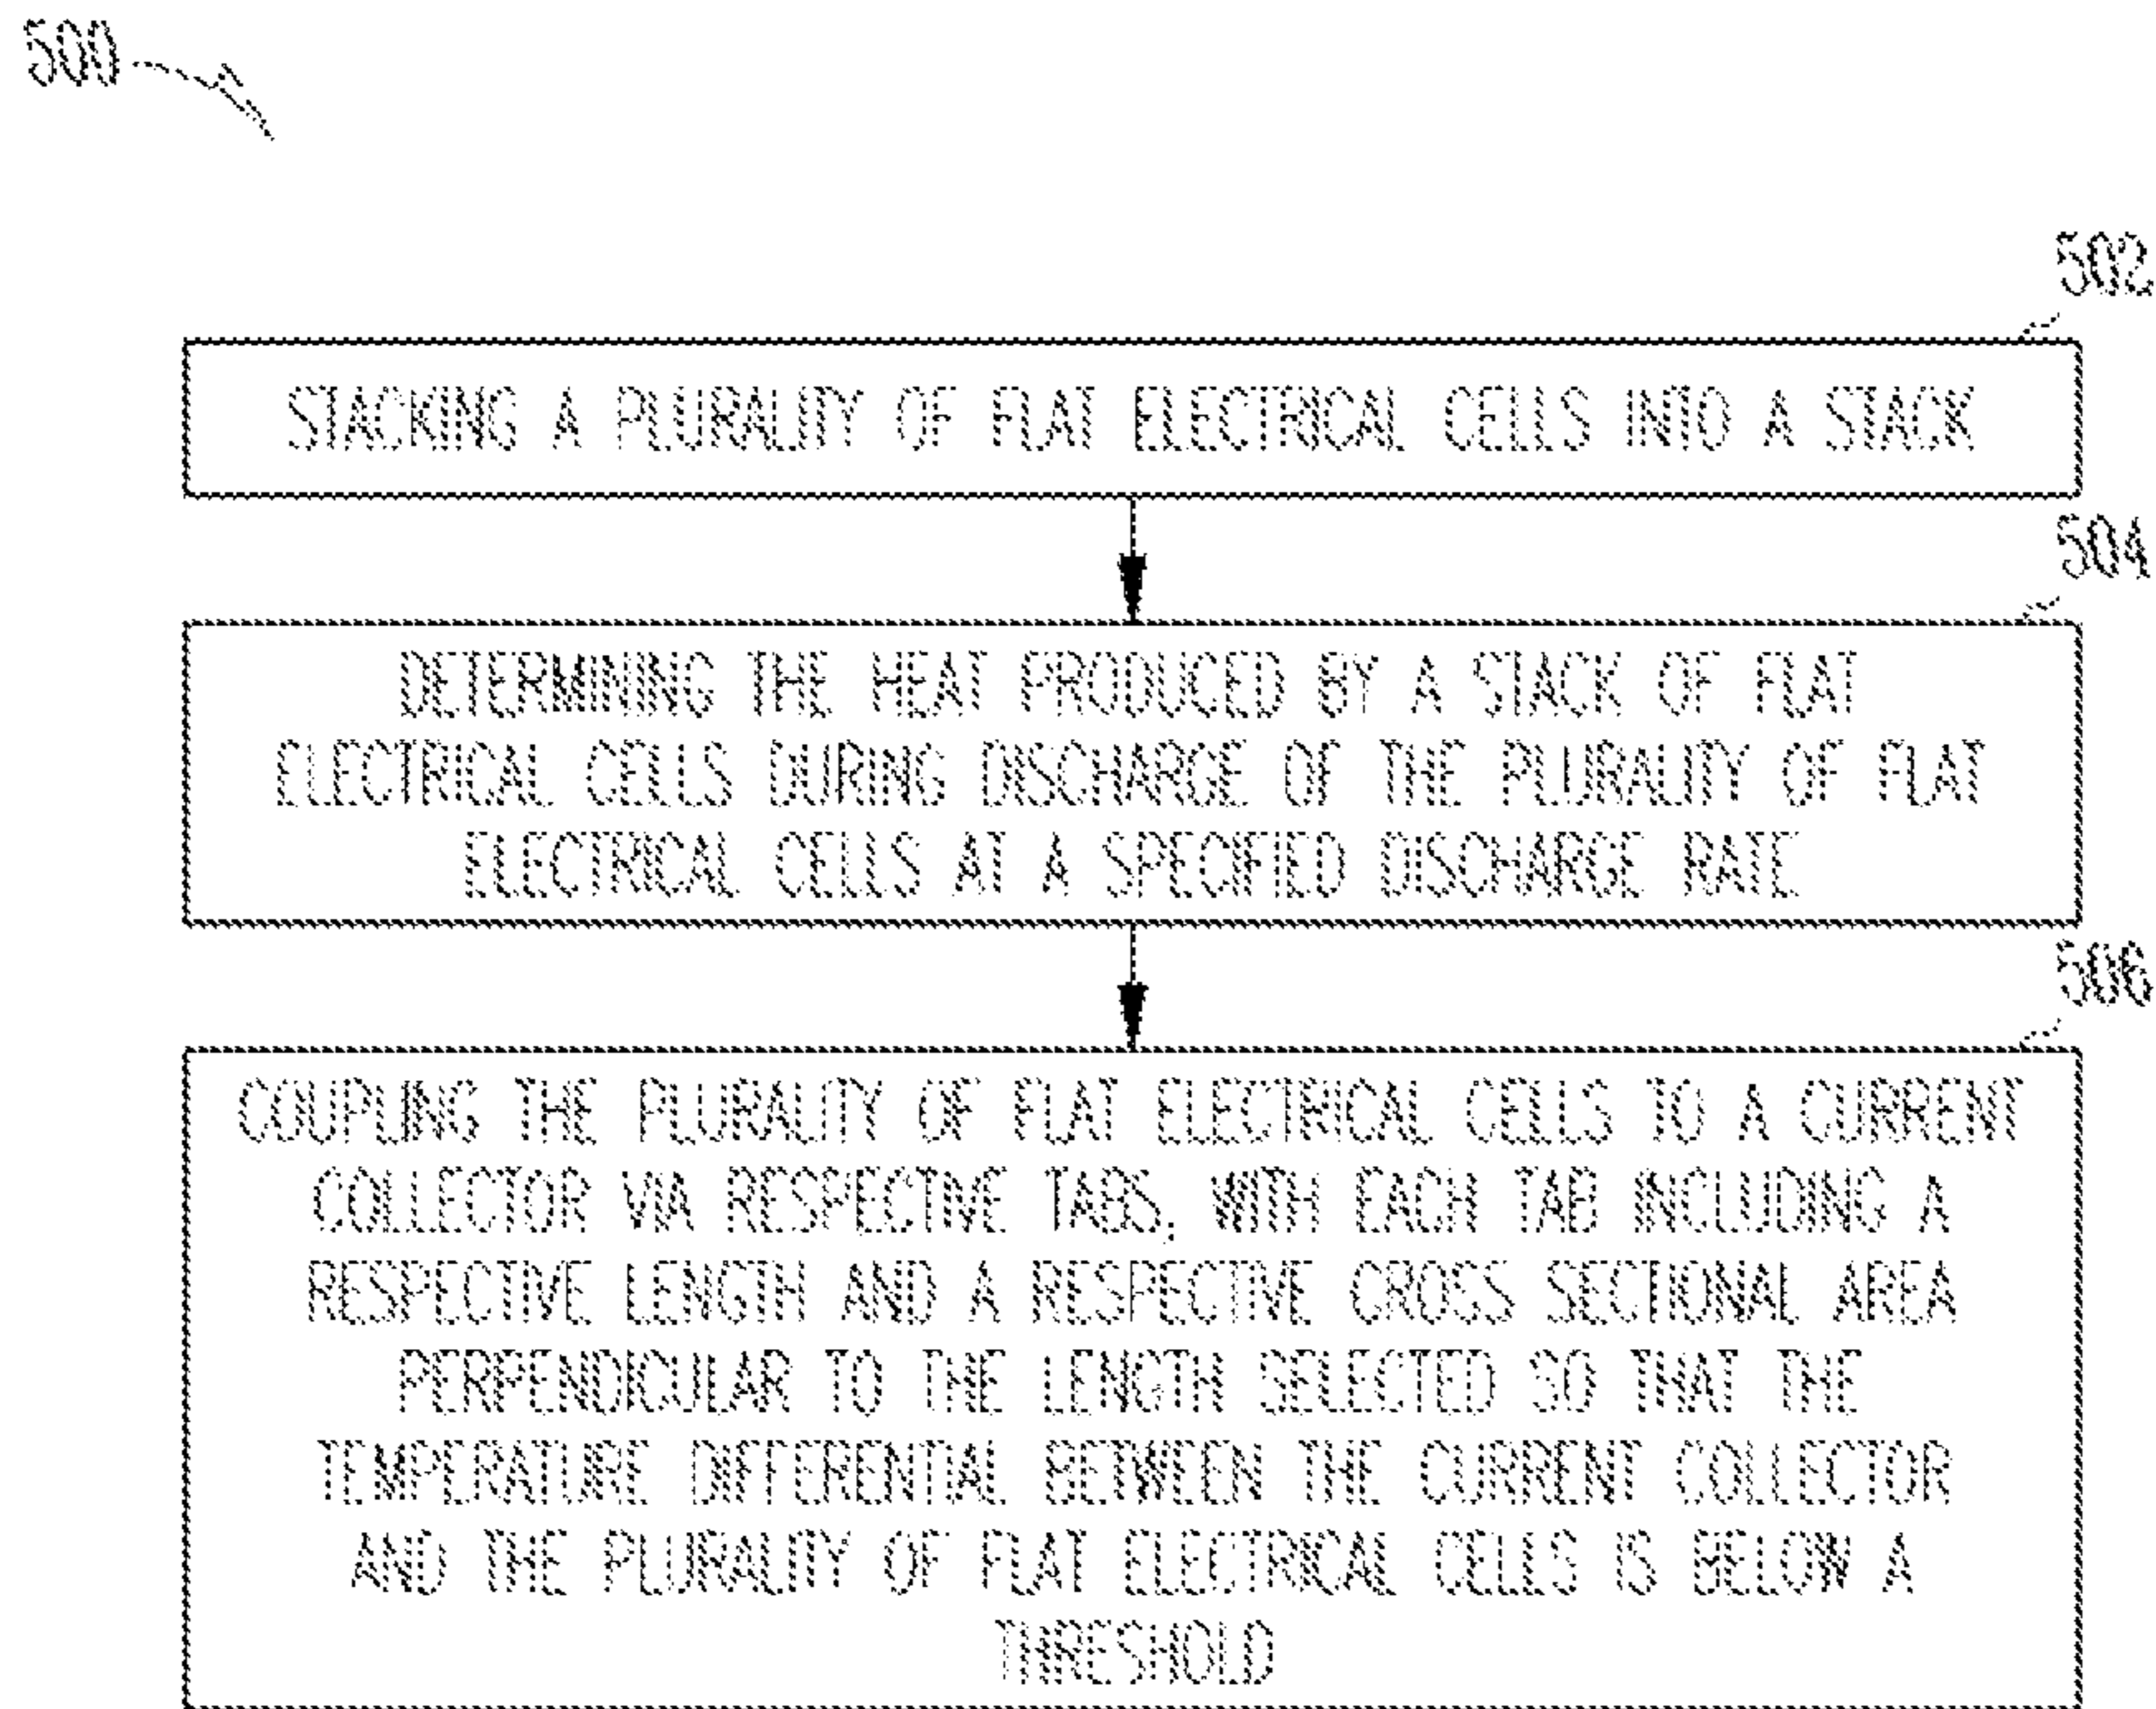 500
502
STACKING A PLURALITY OF FLAT ELECTRICAL CELLS INTO A STACK
504
DETERMINING THE HEAT PRODUCED BY A STACK OF FLAT
ELECTRICAL CELLS DURING DISCHARGE OF THE PLURALITY OF FLAT
ELECTRICAL CELLS AT A SPECIFIED DISCHARGE RATE
506
COUPLING THE PLURALITY OF FLAT ELECTRICAL CELLS TO A CURRENT
COLLECTOR VIA RESPECTIVE TABS, WITH EACH TAB INCLUDING A
RESPECTIVE LENGTH AND A RESPECTIVE CROSS SECTIONAL AREA
PERPENDICULAR TO THE LENGTH SELECTED SO THAT THE
TEMPERATURE DIFFERENTIAL BETWEEN THE CURRENT COLLECTOR
AND THE PLURALITY OF FLAT ELECTRICAL CELLS IS BELOW A
THRESHOLD